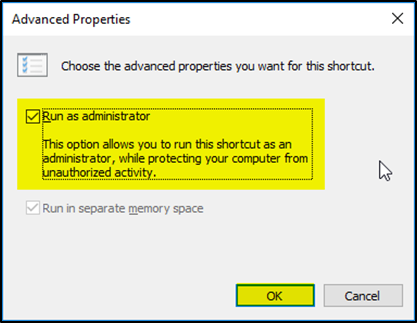 Advanced Properties
Choose the advanced properties you want for this shortcut.
Run as administrator
This option allows you to run this shortcut as an
administrator, while protecting your computer from
unauthorized activity.
Run in separate memory space
OK
Cancel